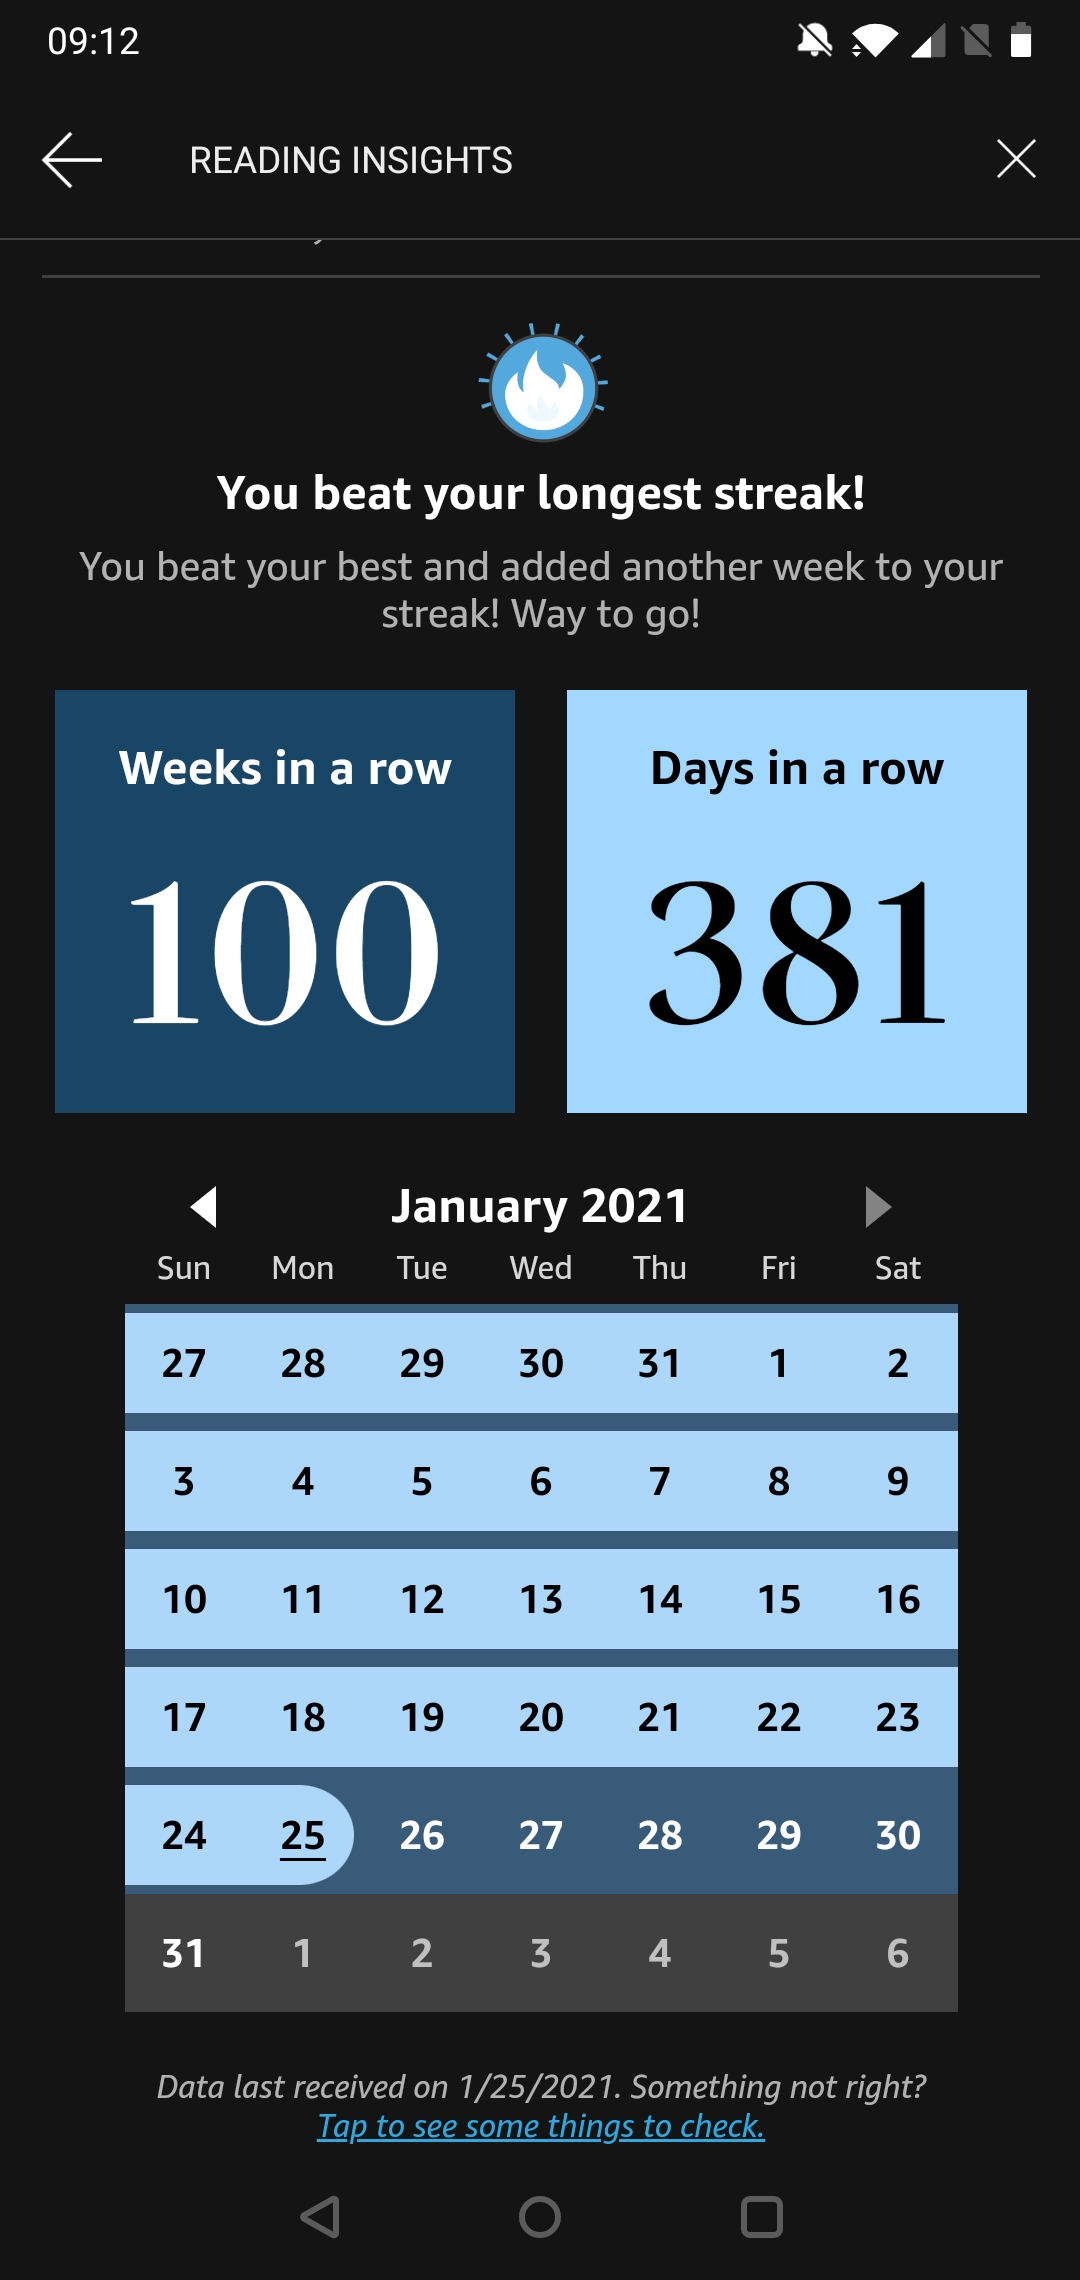 09:12
READING INSIGHTS
You beat your longest streak!
You beat your best and added another week to your
streak! Way to go!
Weeks in a row
Days in a row
100
381
January 2021
Sun Mon Tue Wed Thu Fri Sat
27 28 29 30 31 1 2
3 4 5 6 7 8 9
10 11 12 13 14 15 16
17 18 19 20 21 22 23
24 25 26 27 28 29 30
31 1 2 3 4 5 6
Data last received on 1/25/2021. Something not right?
Tap to see some things to check.